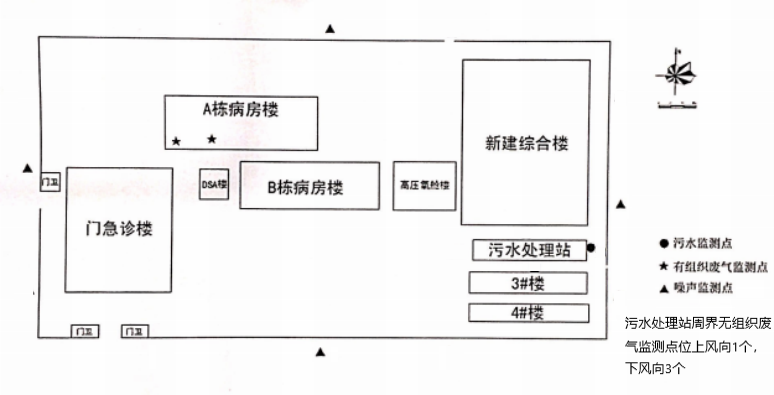 A栋病房楼
新建综合楼
门卫
DSA楼
B栋病房楼
高压氧舱楼
门急诊楼
污水处理站
3#楼
4#楼
门卫
门卫
污水监测点
有组织废气监测点
噪声监测点
污水处理站周界无组织废
气监测点位上风向1个，
下风向3个